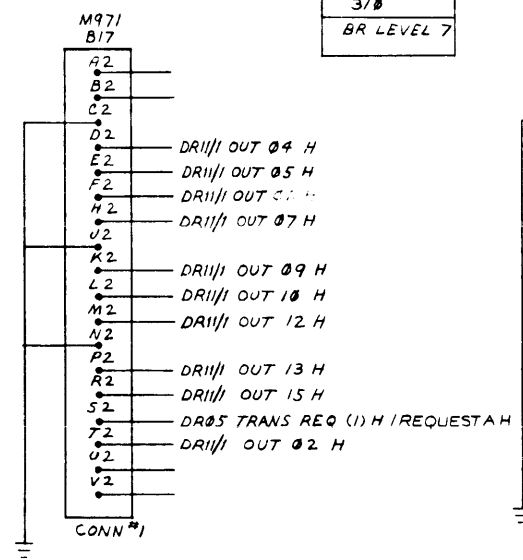 3/0
BR LEVEL 7
M971
B17
A2
B2
C2
D2
DR11/1 OUT 04 H
E2
DR11/1 OUT 05 H
F2
DR11/1 OUT
H2
DR11/1 OUT 07 H
J2
K2
DR11/1 OUT 09 H
L2
DR11/1 OUT 10 H
M2
DR11/1 OUT 12 H
N2
P2
DR11/1 OUT 13 H
R2
DR11/1 OUT 15 H
S2
DR05 TRANS REQ (1) H / REQUEST A H
T2
DR11/1 OUT 02 H
U2
V2
CONN #1